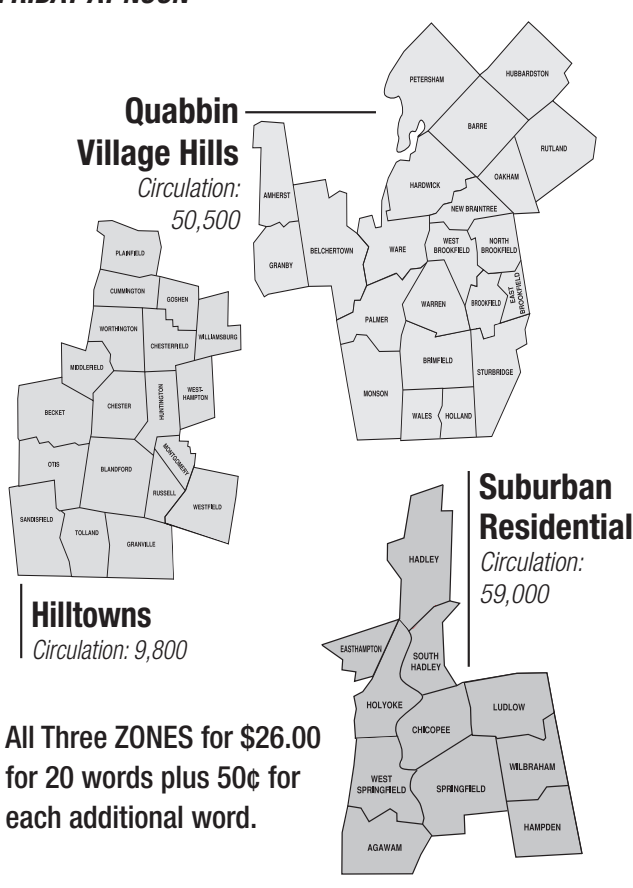 FRIDAY AT NOON
Quabbin
Village Hills
Circulation:
50,500
PETERSHAM
HUBBARDSTON
BARRE
RUTLAND
OAKHAM
HARDWICK
NEW BRAINTREE
AMHERST
BELCHERTOWN
GRANBY
WARE
WEST
BROOKFIELD
NORTH
BROOKFIELD
EAST
BROOKFIELD
BROOKFIELD
WARREN
PALMER
BRIMFIELD
STURBRIDGE
MONSON
WALES
HOLLAND
PLAINFIELD
CUMMINGTON
GOSHEN
WORTHINGTON
CHESTERFIELD
WILLIAMSBURG
MIDDLEFIELD
WEST-
HAMPTON
HUNTINGTON
CHESTER
BECKET
MONTGOMERY
OTIS
BLANDFORD
RUSSELL
WESTFIELD
SANDISFIELD
TOLLAND
GRANVILLE
Hilltowns
Circulation: 9,800
Suburban
Residential
Circulation:
59,000
HADLEY
EASTHAMPTON
SOUTH
HADLEY
HOLYOKE
LUDLOW
CHICOPEE
WILBRAHAM
WEST
SPRINGFIELD
SPRINGFIELD
HAMPDEN
AGAWAM
All Three ZONES for $26.00
for 20 words plus 50¢ for
each additional word.